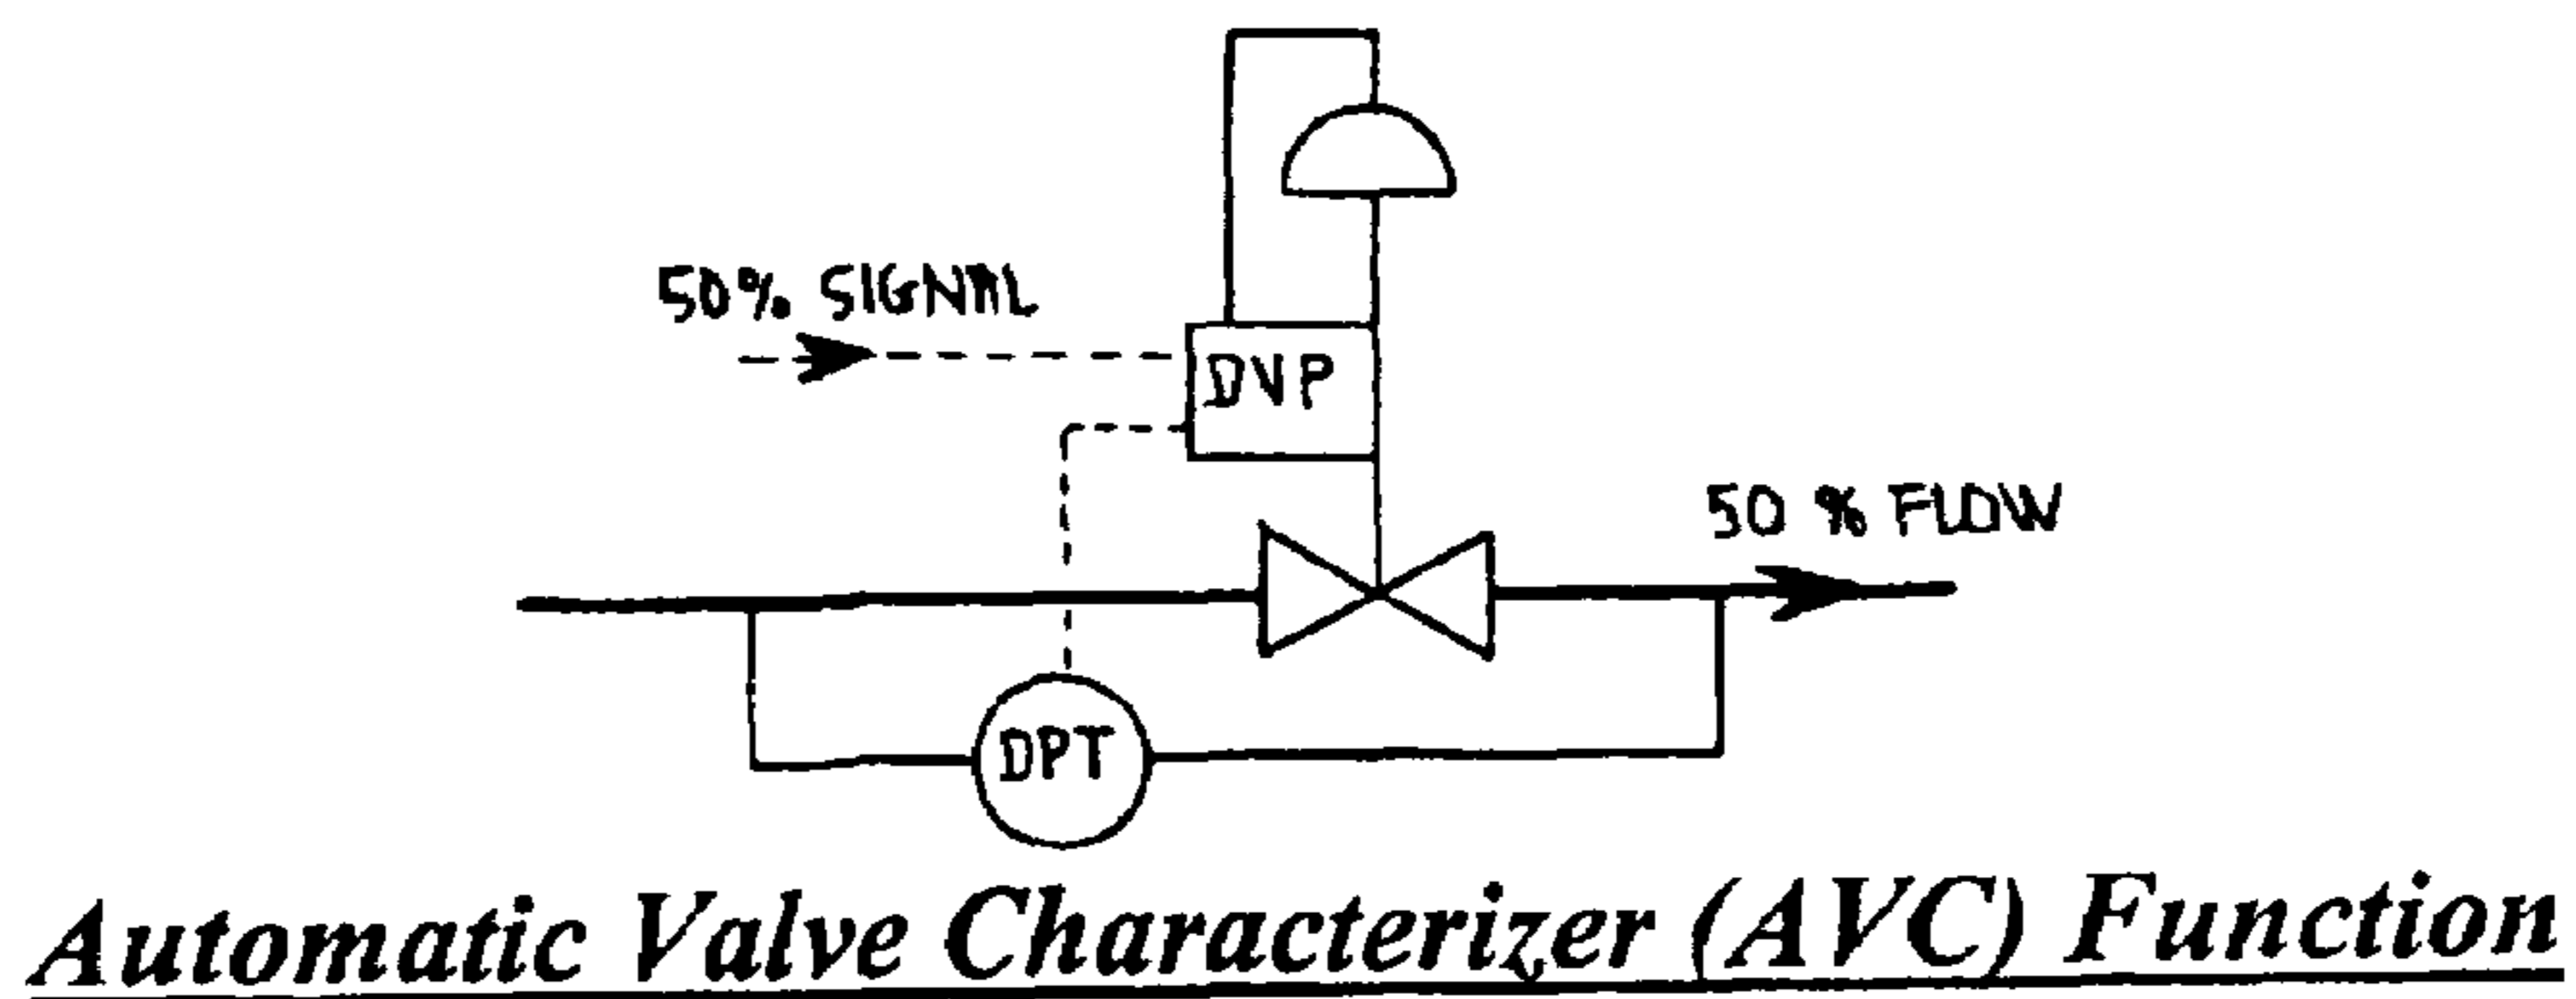 50% SIGNAL
DVP
50 % FLOW
DPT
Automatic Valve Characterizer (AVC) Function